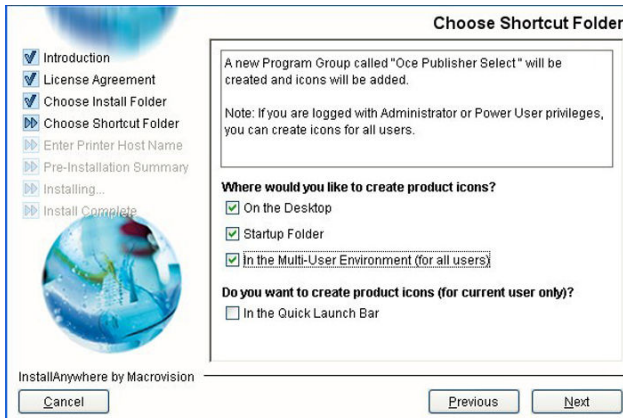 Choose Shortcut Folder
Introduction
License Agreement
Choose Install Folder
Choose Shortcut Folder
Enter Printer Host Name
Pre-Installation Summary
Installing...
Install Complete
A new Program Group called "Oce Publisher Select " will be
created and icons will be added.
Note: If you are logged with Administrator or Power User privileges,
you can create icons for all users.
Where would you like to create product icons?
On the Desktop
Startup Folder
In the Multi-User Environment (for all users)
Do you want to create product icons (for current user only)?
In the Quick Launch Bar
InstallAnywhere by Macrovision
Cancel
Previous
Next